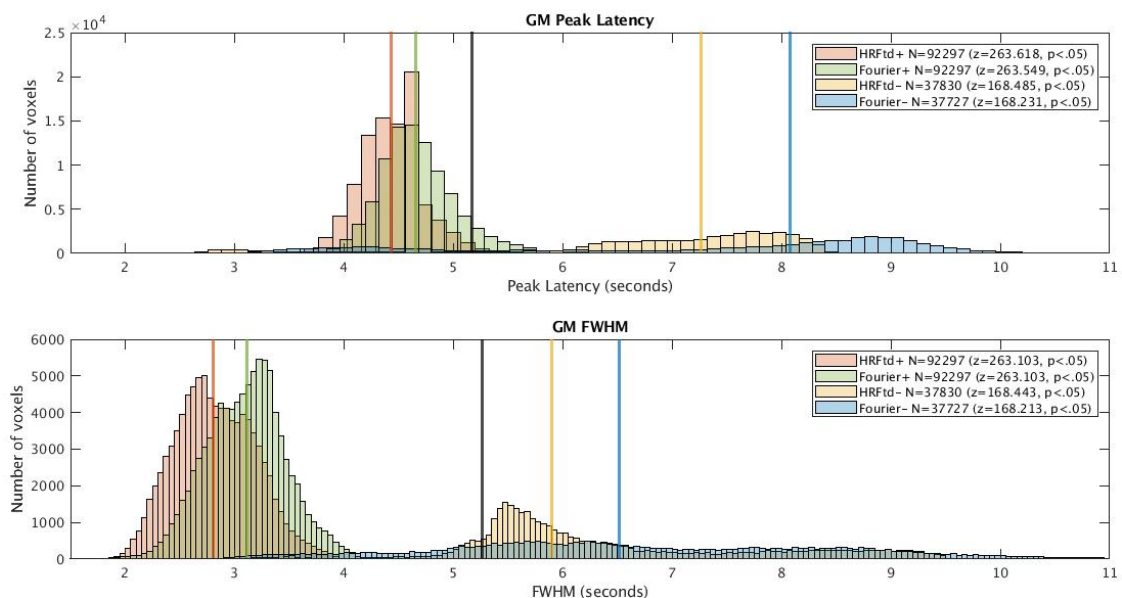 GM Peak Latency
×10⁴
2.5
2
1.5
1
0.5
0
Number of voxels
HRFtd+ N=92297 (z=263.618, p<.05)
Fourier+ N=92297 (z=263.549, p<.05)
HRFtd− N=37830 (z=168.485, p<.05)
Fourier− N=37727 (z=168.231, p<.05)
2 3 4 5 6 7 8 9 10 11
Peak Latency (seconds)
GM FWHM
6000
5000
4000
3000
2000
1000
0
Number of voxels
HRFtd+ N=92297 (z=263.103, p<.05)
Fourier+ N=92297 (z=263.103, p<.05)
HRFtd− N=37830 (z=168.443, p<.05)
Fourier− N=37727 (z=168.213, p<.05)
2 3 4 5 6 7 8 9 10 11
FWHM (seconds)